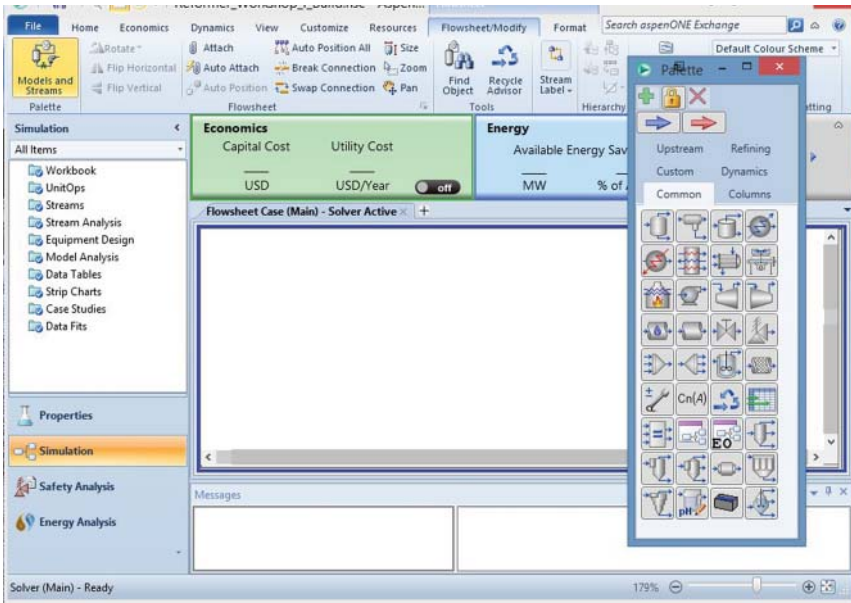 Reformer_Workshop_I_Build.hsc - Aspen...
File Home Economics Dynamics View Customize Resources Flowsheet/Modify Format Search aspenONE Exchange
Models and Streams
Rotate
Flip Horizontal
Flip Vertical
Palette
Attach
Auto Attach
Auto Position
Auto Position All
Break Connection
Swap Connection
Size
Zoom
Pan
Flowsheet
Find Object
Recycle Advisor
Tools
Stream Label
Hierarchy
Default Colour Scheme
tting
Simulation
All Items
Workbook
UnitOps
Streams
Stream Analysis
Equipment Design
Model Analysis
Data Tables
Strip Charts
Case Studies
Data Fits
Properties
Simulation
Safety Analysis
Energy Analysis
Economics
Capital Cost Utility Cost
USD USD/Year off
Energy
Available Energy Sav
MW % of
Flowsheet Case (Main) - Solver Active × +
Messages
Palette
Upstream Refining
Custom Dynamics
Common Columns
Cn(A)
EO
pH
Solver (Main) - Ready
179%